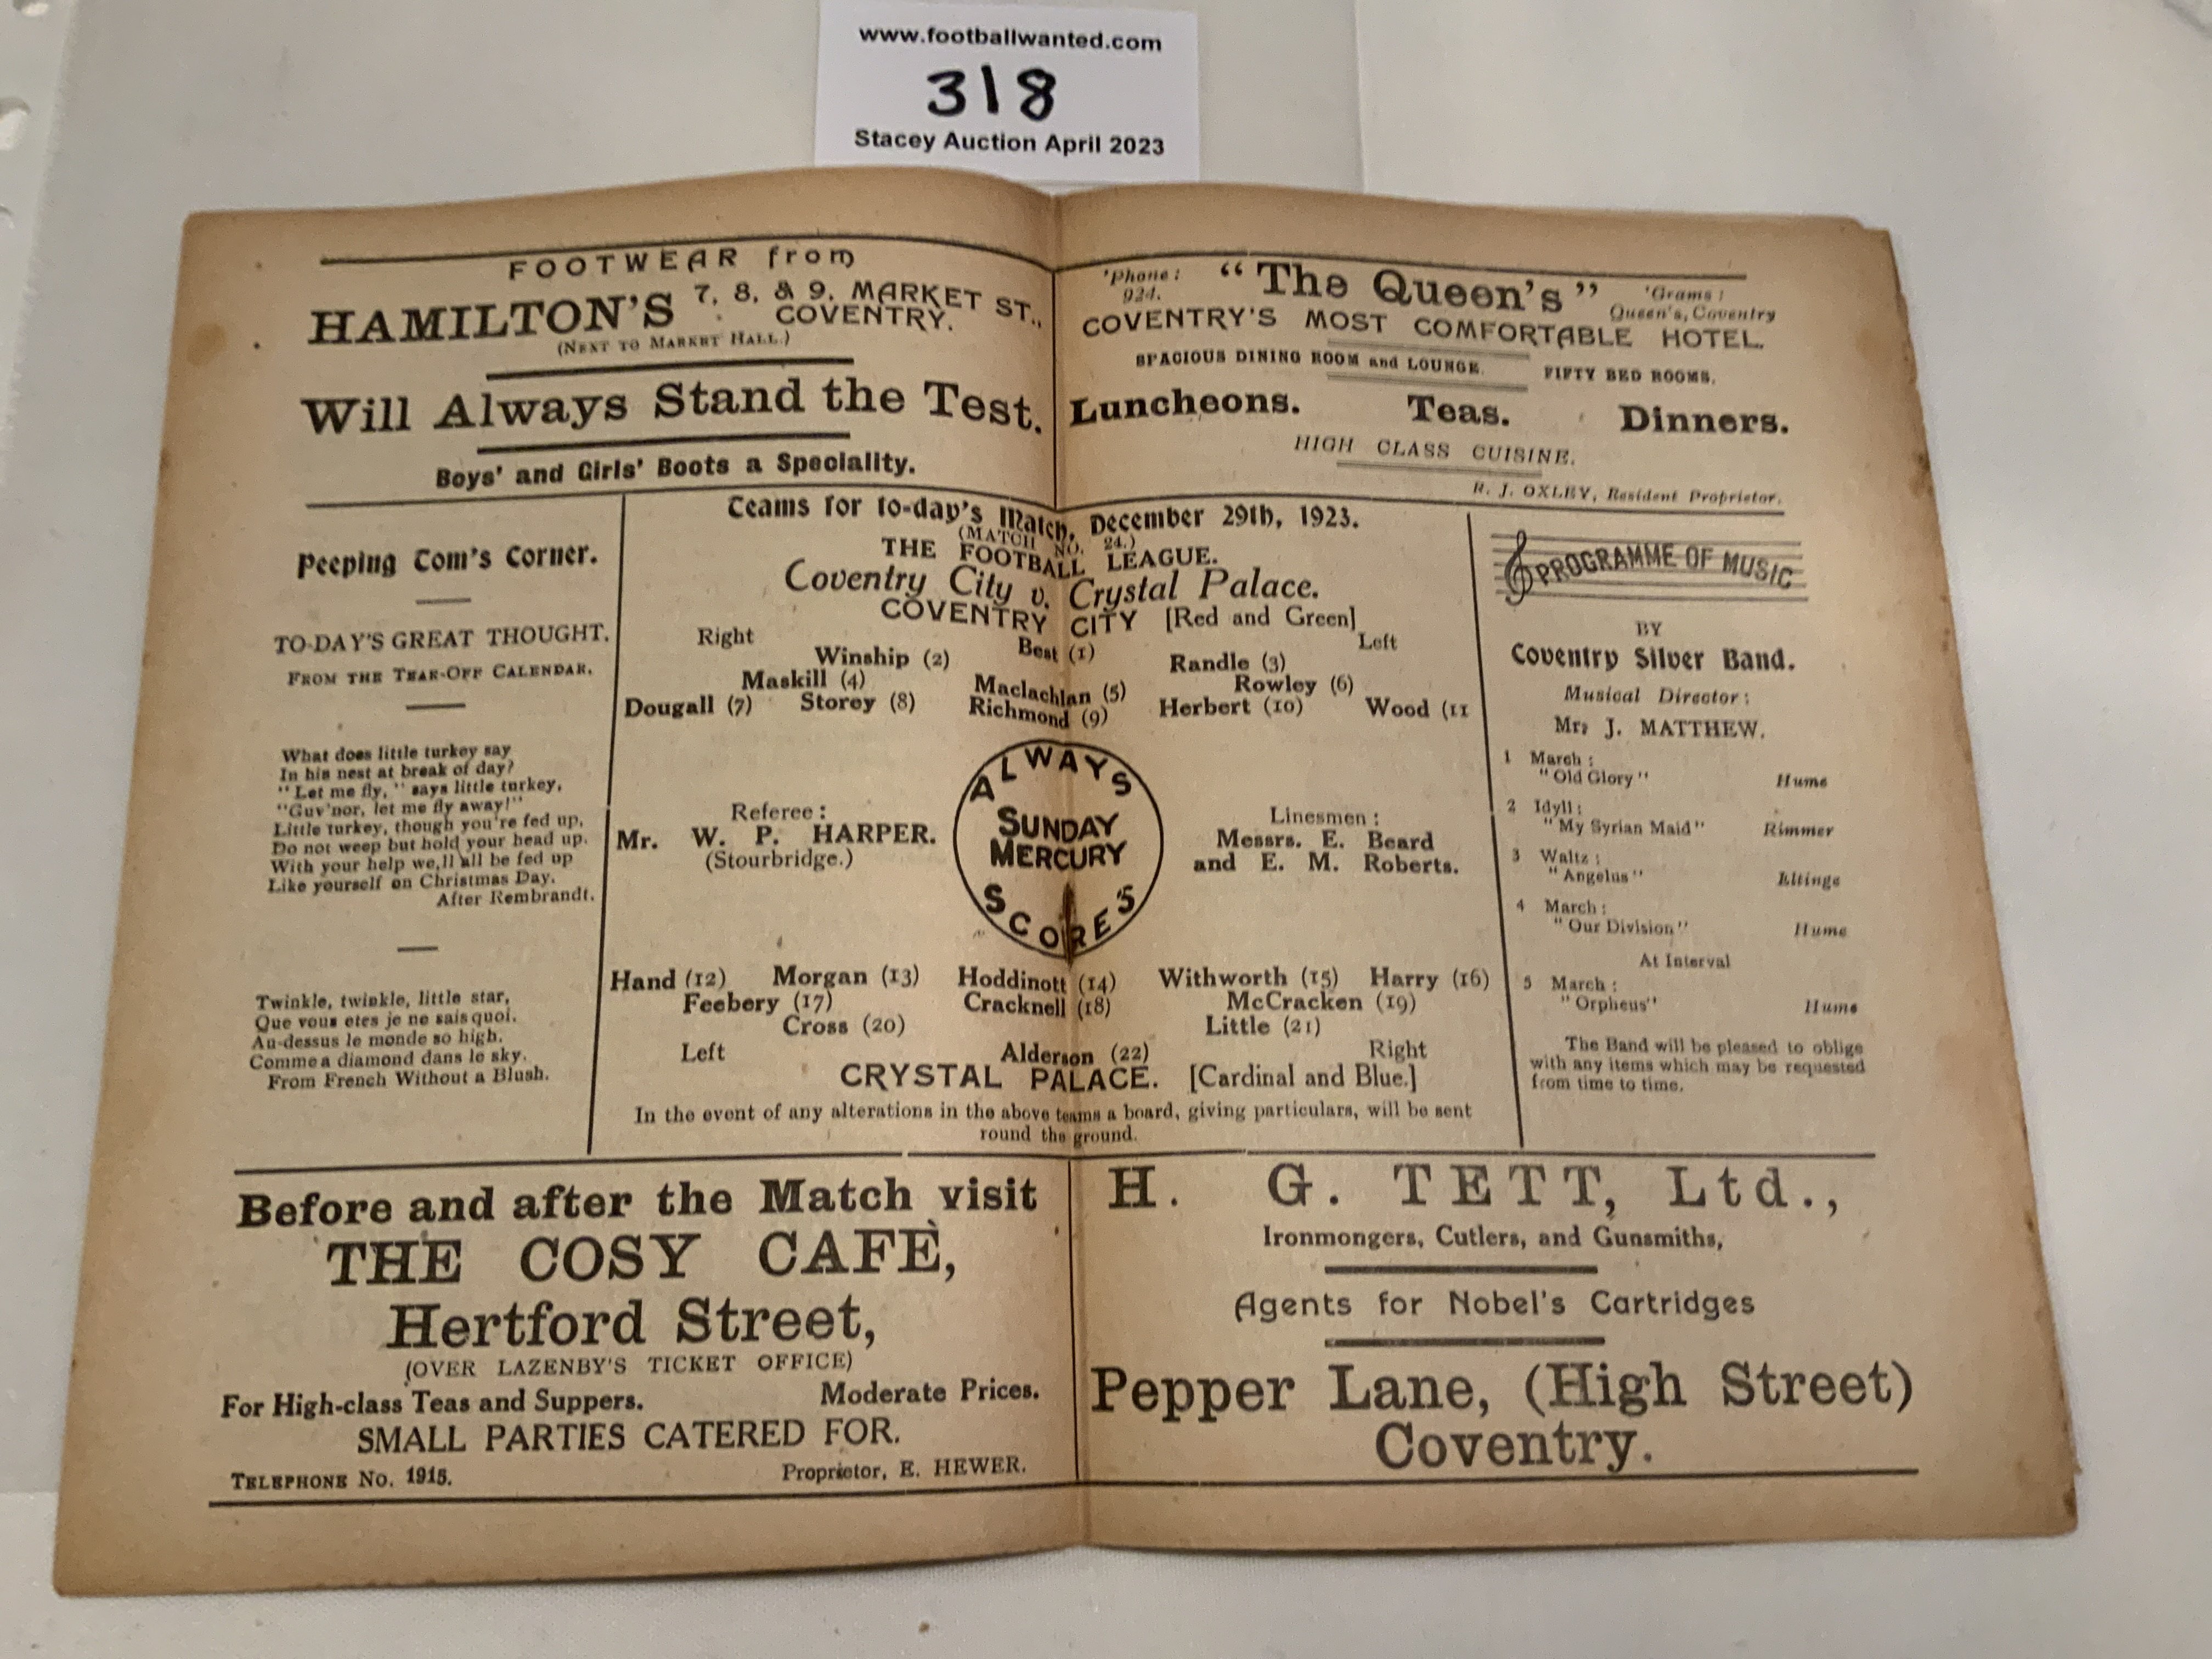 www.footballwanted.com
318
Stacey Auction April 2023
FOOTWEAR from
HAMILTON'S 7, 8, & 9, MARKET ST.,
COVENTRY.
(NEXT TO MARKET HALL.)
Will Always Stand the Test.
Boys' and Girls' Boots a Speciality.
'Phone: 924.
"The Queen's"
'Grams: Queen's, Coventry
COVENTRY'S MOST COMFORTABLE HOTEL.
SPACIOUS DINING ROOM and LOUNGE. FIFTY BED ROOMS.
Luncheons. Teas. Dinners.
HIGH CLASS CUISINE.
R. J. OXLEY, Resident Proprietor.
Peeping Tom's Corner.
TO-DAY'S GREAT THOUGHT.
FROM THE TEAR-OFF CALENDAR.
What does little turkey say
In his nest at break of day?
"Let me fly," says little turkey,
"Guv'nor, let me fly away!"
Little turkey, though you're fed up,
Do not weep but hold your head up.
With your help we,ll all be fed up
Like yourself on Christmas Day.
After Rembrandt.
Twinkle, twinkle, little star,
Que vous etes je ne sais quoi.
Au-dessus le monde so high.
Comme a diamond dans le sky.
From French Without a Blush.
Teams for to-day's Match, December 29th, 1923.
(MATCH NO. 24.)
THE FOOTBALL LEAGUE.
Coventry City v. Crystal Palace.
COVENTRY CITY [Red and Green]
Right Best (1) Left
Winship (2) Randle (3)
Maskill (4) Maclachlan (5) Rowley (6)
Dougall (7) Storey (8) Richmond (9) Herbert (10) Wood (11
Referee:
Mr. W. P. HARPER.
(Stourbridge.)
ALWAYS
SUNDAY
MERCURY
SCORE'S
Linesmen:
Messrs. E. Beard
and E. M. Roberts.
Hand (12) Morgan (13) Hoddinott (14) Withworth (15) Harry (16)
Feebery (17) Cracknell (18) McCracken (19)
Cross (20) Little (21)
Left Alderson (22) Right
CRYSTAL PALACE. [Cardinal and Blue.]
In the event of any alterations in the above teams a board, giving particulars, will be sent
round the ground.
PROGRAMME OF MUSIC
BY
Coventry Silver Band.
Musical Director:
Mr, J. MATTHEW.
1 March:
"Old Glory" Hume
2 Idyll:
"My Syrian Maid" Rimmer
3 Waltz:
"Angelus" Eltinge
4 March:
"Our Division" Hume
At Interval
5 March:
"Orpheus" Hume
The Band will be pleased to oblige
with any items which may be requested
from time to time.
Before and after the Match visit
THE COSY CAFÈ,
Hertford Street,
(OVER LAZENBY'S TICKET OFFICE)
For High-class Teas and Suppers. Moderate Prices.
SMALL PARTIES CATERED FOR.
TELEPHONE No. 1915. Proprietor, E. HEWER.
H. G. TETT, Ltd.,
Ironmongers, Cutlers, and Gunsmiths,
Agents for Nobel's Cartridges
Pepper Lane, (High Street)
Coventry.